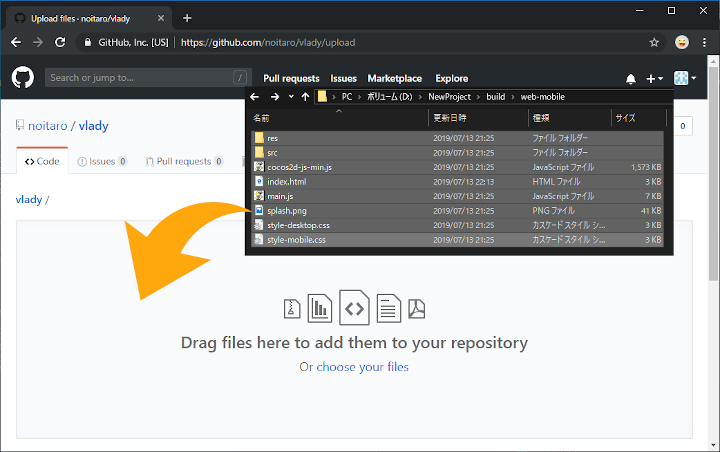 Upload files · noitaro/vlady
GitHub, Inc. [US] | https://github.com/noitaro/vlady/upload
Search or jump to... /
Pull requests Issues Marketplace Explore
PC > ボリューム (D:) > NewProject > build > web-mobile
名前 更新日時 種類 サイズ
res 2019/07/13 21:25 ファイル フォルダー
src 2019/07/13 21:25 ファイル フォルダー
cocos2d-js-min.js 2019/07/13 21:25 JavaScript ファイル 1,573 KB
index.html 2019/07/13 22:13 HTML ファイル 3 KB
main.js 2019/07/13 21:25 JavaScript ファイル 7 KB
splash.png 2019/07/13 21:25 PNG ファイル 41 KB
style-desktop.css 2019/07/13 21:25 カスケード スタイル シ... 3 KB
style-mobile.css 2019/07/13 21:25 カスケード スタイル シ... 3 KB
noitaro / vlady 0
Code Issues 0 Pull requests 0
vlady /
Drag files here to add them to your repository
Or choose your files